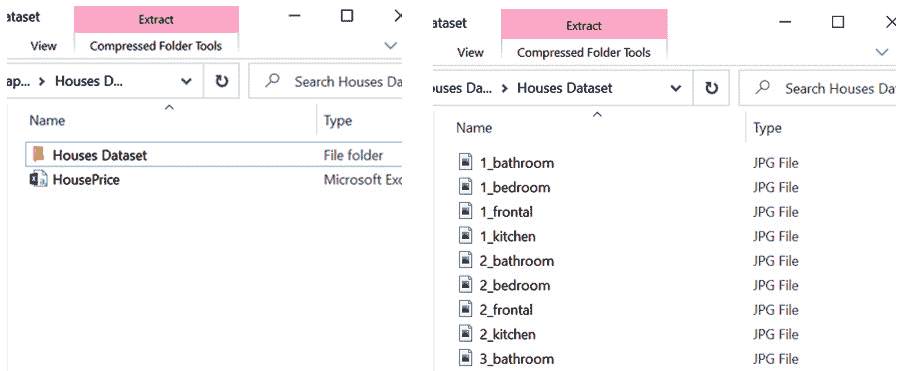 ataset
Extract
View
Compressed Folder Tools
ap... > Houses D...
Search Houses Da
Name
Type
Houses Dataset
File folder
HousePrice
Microsoft Exc
ataset
Extract
View
Compressed Folder Tools
ouses Da... > Houses Dataset
Search Houses Dat
Name
Type
1_bathroom
JPG File
1_bedroom
JPG File
1_frontal
JPG File
1_kitchen
JPG File
2_bathroom
JPG File
2_bedroom
JPG File
2_frontal
JPG File
2_kitchen
JPG File
3_bathroom
JPG File